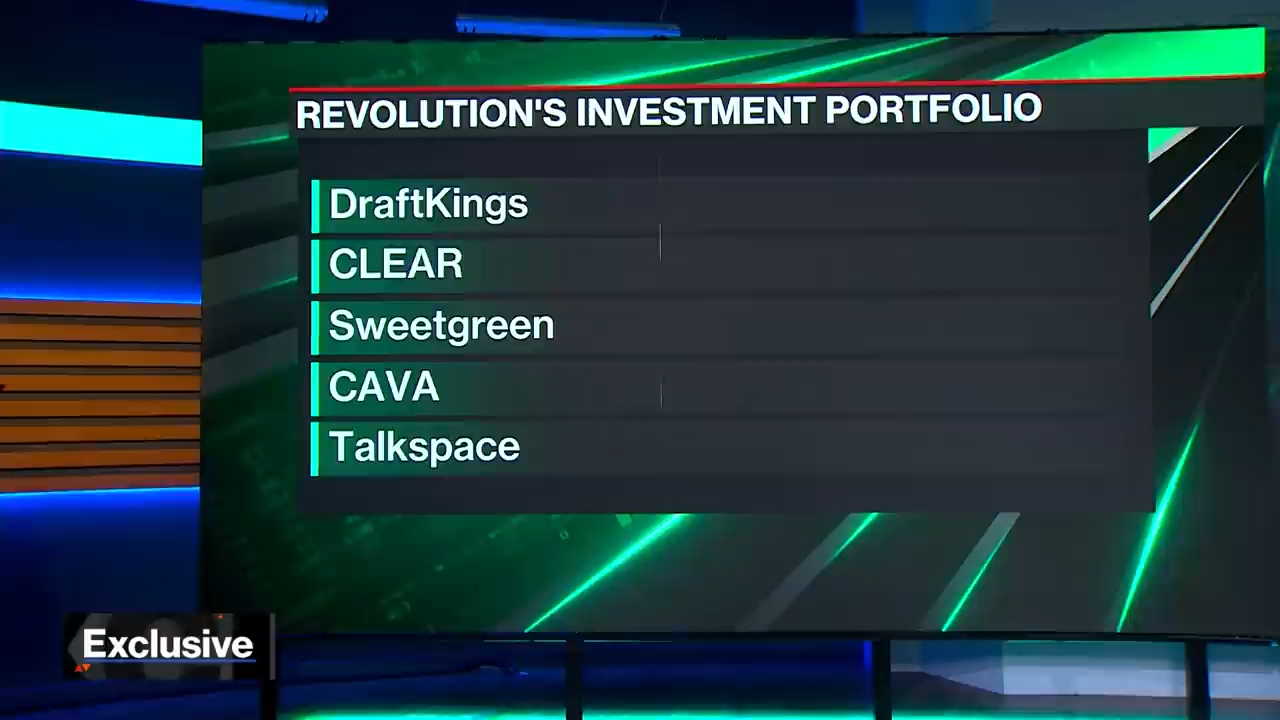 REVOLUTION'S INVESTMENT PORTFOLIO
DraftKings
CLEAR
Sweetgreen
CAVA
Talkspace
Exclusive